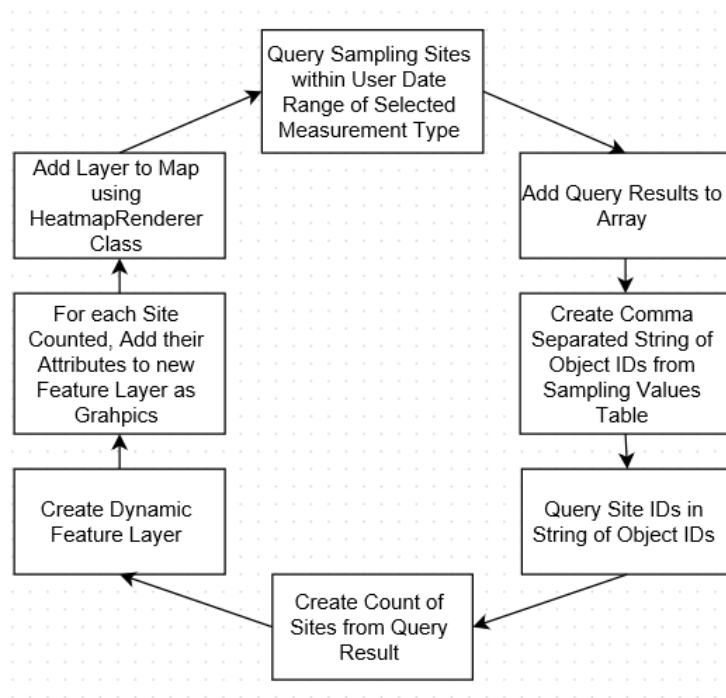 Query Sampling Sites
within User Date
Range of Selected
Measurement Type
Add Query Results to
Array
Create Comma
Separated String of
Object IDs from
Sampling Values
Table
Query Site IDs in
String of Object IDs
Create Count of
Sites from Query
Result
Create Dynamic
Feature Layer
For each Site
Counted, Add their
Attributes to new
Feature Layer as
Grahpics
Add Layer to Map
using
HeatmapRenderer
Class